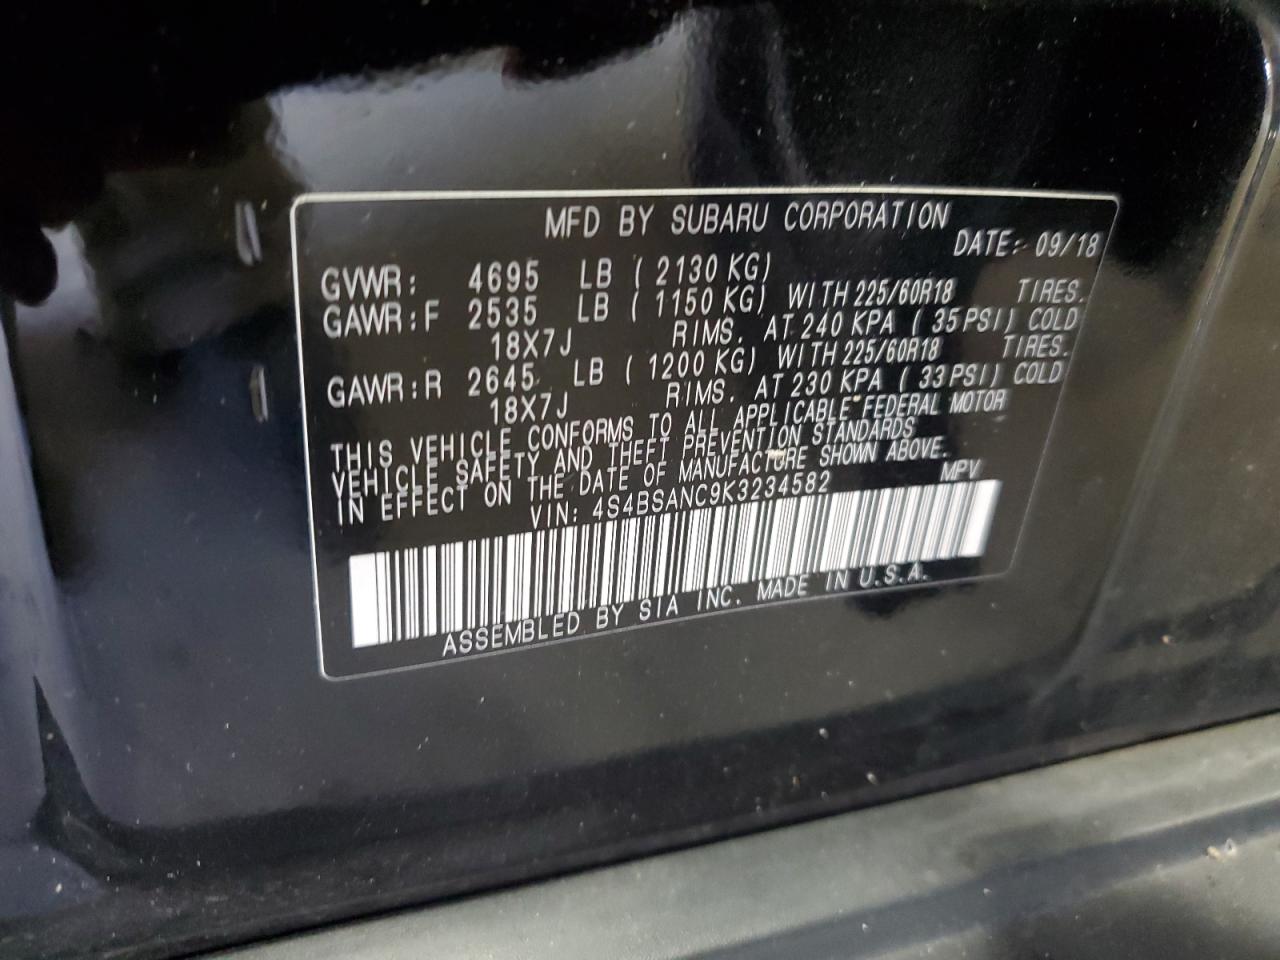 MFD BY SUBARU CORPORATION
DATE: 09/18
GVWR: 4695 LB ( 2130 KG)
GAWR:F 2535 LB ( 1150 KG) WITH 225/60R18 TIRES.
18X7J RIMS. AT 240 KPA ( 35 PSI) COLD
GAWR:R 2645 LB ( 1200 KG) WITH 225/60R18 TIRES.
18X7J RIMS. AT 230 KPA ( 33 PSI) COLD
THIS VEHICLE CONFORMS TO ALL APPLICABLE FEDERAL MOTOR
VEHICLE SAFETY AND THEFT PREVENTION STANDARDS
IN EFFECT ON THE DATE OF MANUFACTURE SHOWN ABOVE.
VIN: 4S4BSANC9K3234582 MPV
ASSEMBLED BY SIA INC. MADE IN U.S.A.